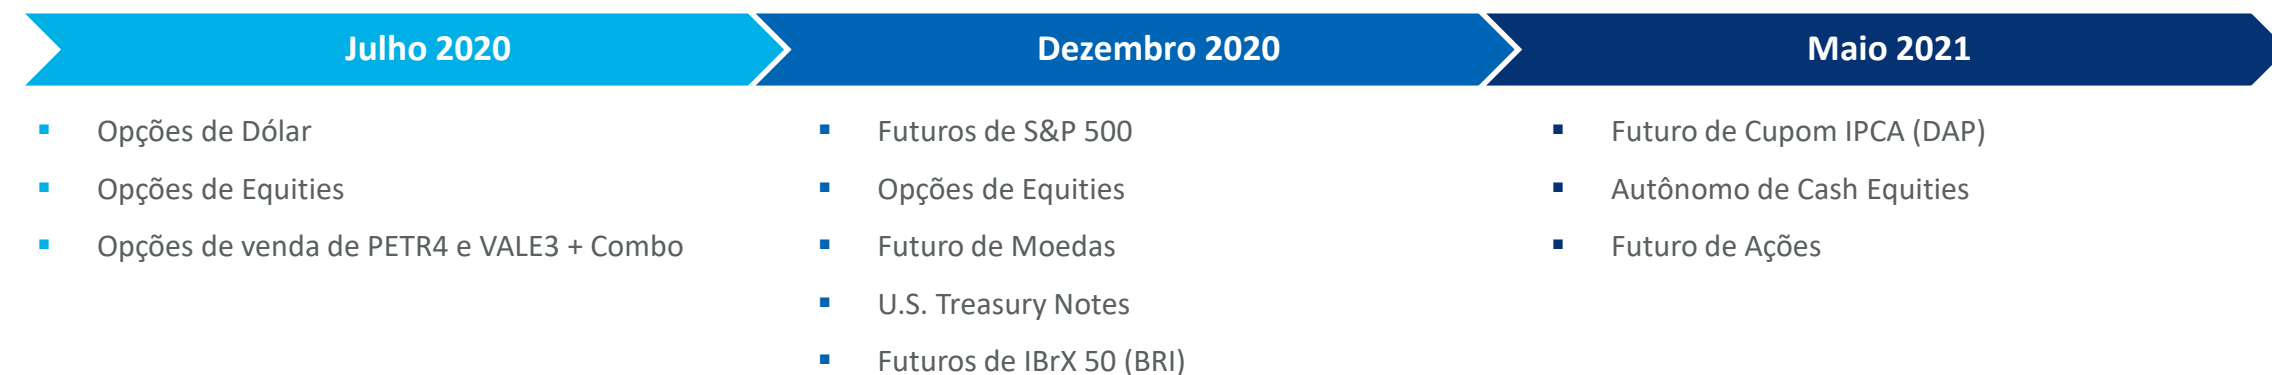 Julho 2020
Opções de Dólar
Opções de Equities
Opções de venda de PETR4 e VALE3 + Combo
Dezembro 2020
Futuros de S&P 500
Opções de Equities
Futuro de Moedas
U.S. Treasury Notes
Futuros de IBrX 50 (BRI)
Maio 2021
Futuro de Cupom IPCA (DAP)
Autônomo de Cash Equities
Futuro de Ações